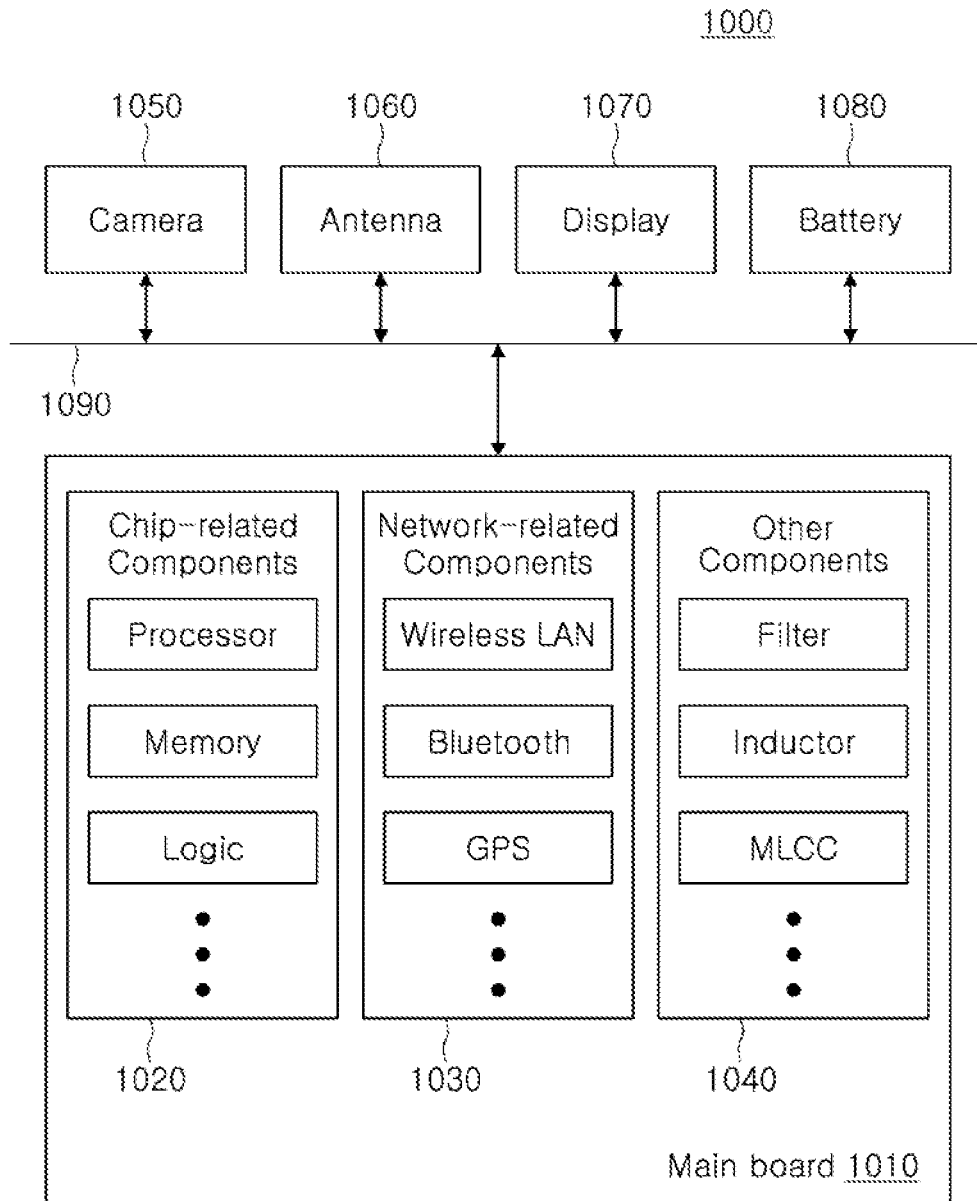 1000
1050
1060
1070
1080
Camera
Antenna
Display
Battery
1090
Chip-related
Components
Processor
Memory
Logic
Network-related
Components
Wireless LAN
Bluetooth
GPS
Other
Components
Filter
Inductor
MLCC
1020
1030
1040
Main board 1010